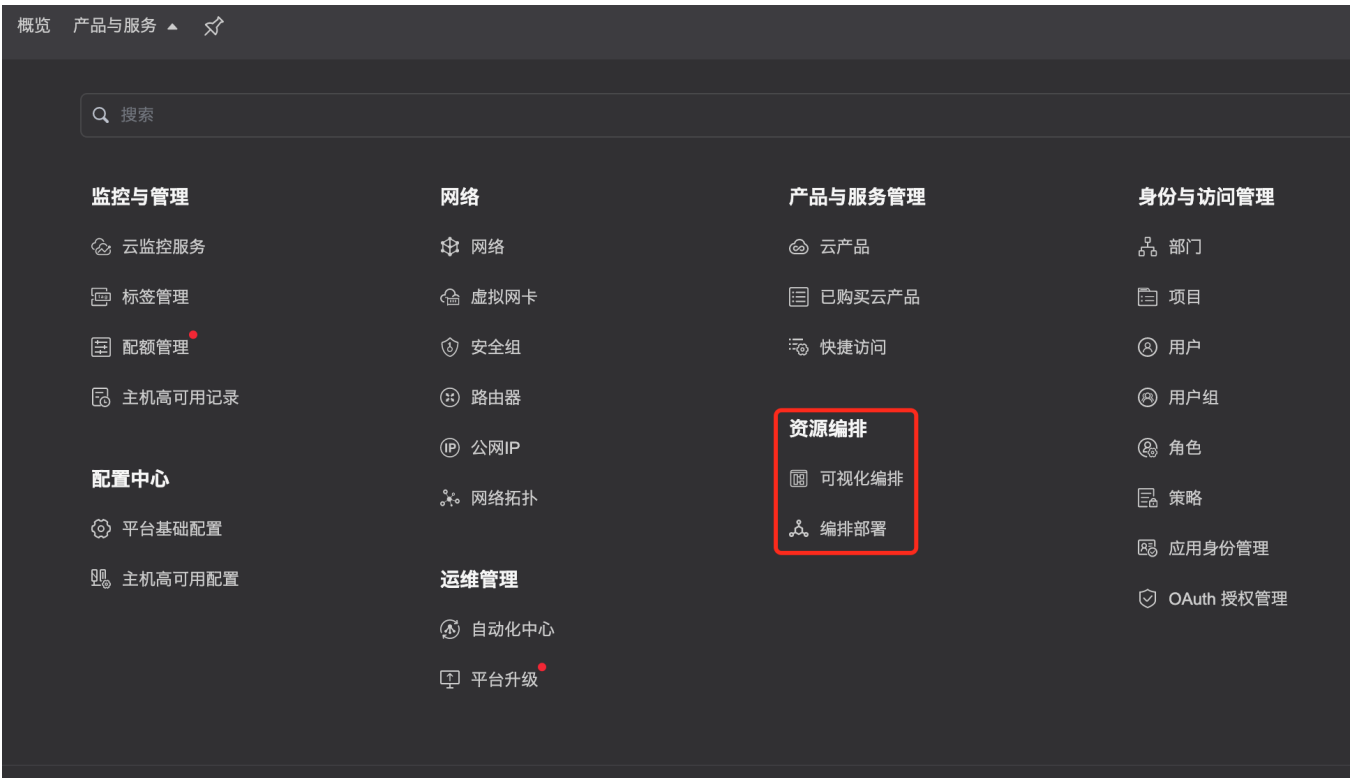 概览 产品与服务
搜索
监控与管理
云监控服务
标签管理
配额管理
主机高可用记录
配置中心
平台基础配置
主机高可用配置
网络
网络
虚拟网卡
安全组
路由器
公网IP
网络拓扑
运维管理
自动化中心
平台升级
产品与服务管理
云产品
已购买云产品
快捷访问
资源编排
可视化编排
编排部署
身份与访问管理
部门
项目
用户
用户组
角色
策略
应用身份管理
OAuth 授权管理